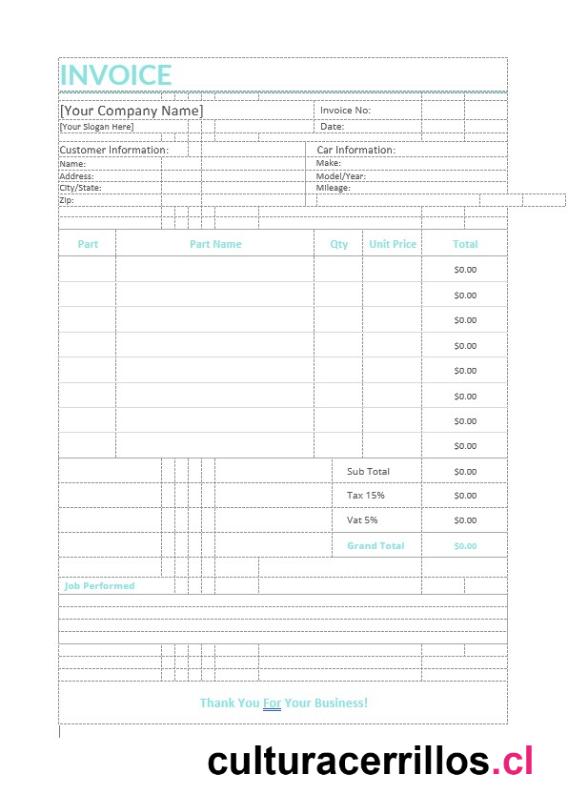 INVOICE
[Your Company Name] Invoice No:
[Your Slogan Here] Date:
Customer Information: Car Information:
Name: Make:
Address: Model/Year:
City/State: Mileage:
Zip:
Part Part Name Qty Unit Price Total
$0.00
$0.00
$0.00
$0.00
$0.00
$0.00
$0.00
$0.00
Sub Total $0.00
Tax 15% $0.00
Vat 5% $0.00
Grand Total $0.00
Job Performed
Thank You For Your Business!
culturacerrillos.cl